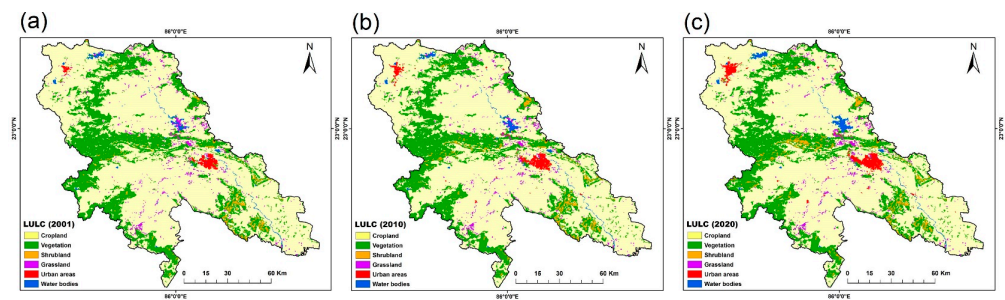 (a)
86°0'0"E
N
23°0'0"N
23°0'0"N
LULC (2001)
Cropland
Vegetation
Shrubland
Grassland
Urban areas
Water bodies
0 15 30 60 Km
86°0'0"E
(b)
86°0'0"E
N
23°0'0"N
23°0'0"N
LULC (2010)
Cropland
Vegetation
Shrubland
Grassland
Urban areas
Water bodies
0 15 30 60 Km
86°0'0"E
(c)
86°0'0"E
N
23°0'0"N
23°0'0"N
LULC (2020)
Cropland
Vegetation
Shrubland
Grassland
Urban areas
Water bodies
0 15 30 60 Km
86°0'0"E